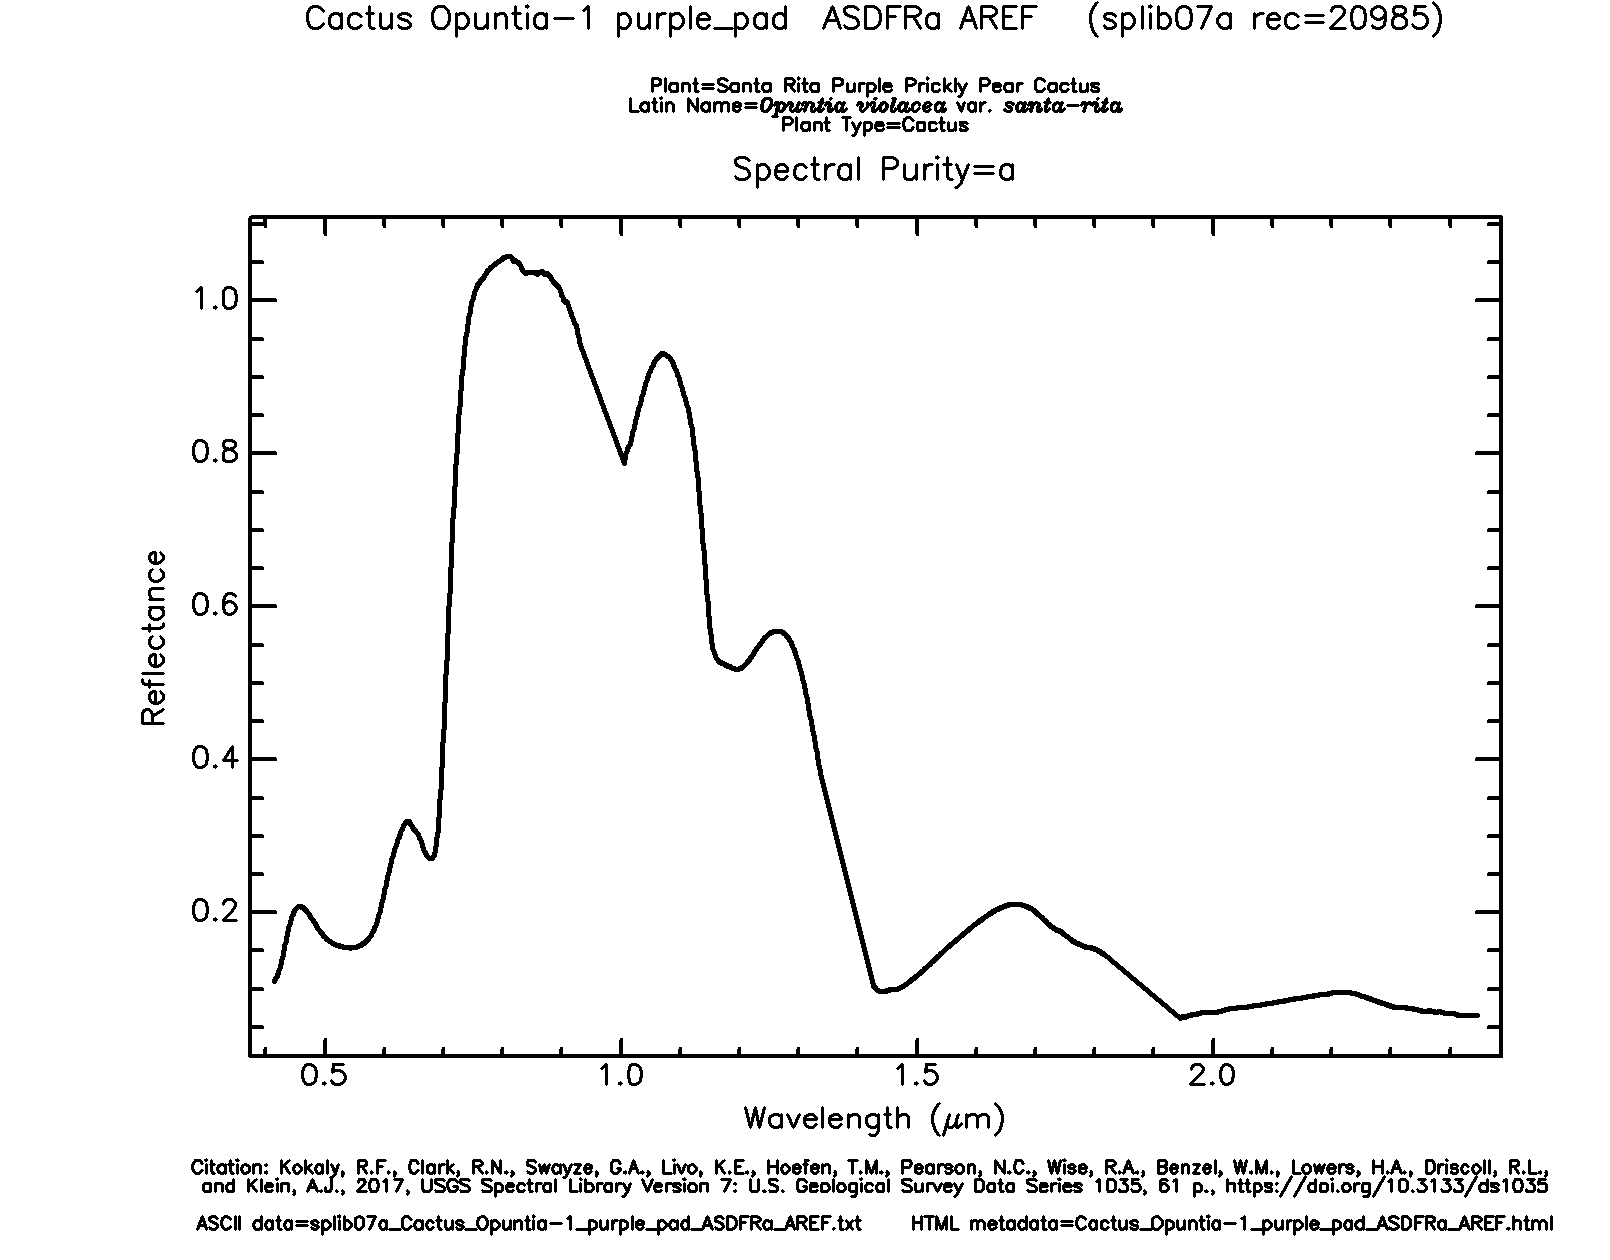 Cactus Opuntia-1 purple_pad ASDFRa AREF (splib07a rec=20985)
Plant=Santa Rita Purple Prickly Pear Cactus
Latin Name=Opuntia violacea var. santa-rita
Plant Type=Cactus
Spectral Purity=a
1.0
0.8
0.6
0.4
0.2
Reflectance
0.5 1.0 1.5 2.0
Wavelength (μm)
Citation: Kokaly, R.F., Clark, R.N., Swayze, G.A., Livo, K.E., Hoefen, T.M., Pearson, N.C., Wise, R.A., Benzel, W.M., Lowers, H.A., Driscoll, R.L.,
and Klein, A.J., 2017, USGS Spectral Library Version 7: U.S. Geological Survey Data Series 1035, 61 p., https://doi.org/10.3133/ds1035
ASCII data=splib07a_Cactus_Opuntia-1_purple_pad_ASDFRa_AREF.txt HTML metadata=Cactus_Opuntia-1_purple_pad_ASDFRa_AREF.html